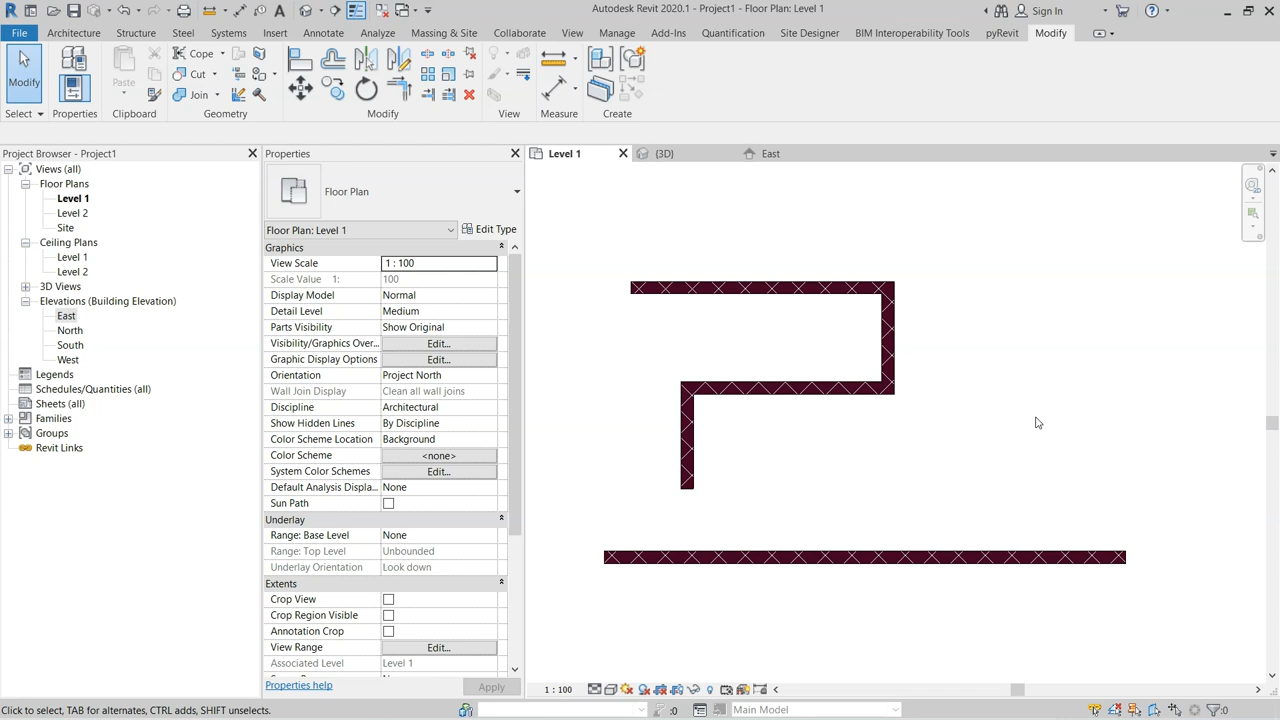 Autodesk Revit 2020.1 - Project1 - Floor Plan: Level 1
Sign In
File Architecture Structure Steel Systems Insert Annotate Analyze Massing & Site Collaborate View Manage Add-Ins Quantification Site Designer BIM Interoperability Tools pyRevit Modify
Modify
Paste
Cope
Cut
Join
Select Properties Clipboard Geometry Modify View Measure Create
Project Browser - Project1
Views (all)
Floor Plans
Level 1
Level 2
Site
Ceiling Plans
Level 1
Level 2
3D Views
Elevations (Building Elevation)
East
North
South
West
Legends
Schedules/Quantities (all)
Sheets (all)
Families
Groups
Revit Links
Properties
Floor Plan
Floor Plan: Level 1 Edit Type
Graphics
View Scale 1 : 100
Scale Value 1: 100
Display Model Normal
Detail Level Medium
Parts Visibility Show Original
Visibility/Graphics Over... Edit...
Graphic Display Options Edit...
Orientation Project North
Wall Join Display Clean all wall joins
Discipline Architectural
Show Hidden Lines By Discipline
Color Scheme Location Background
Color Scheme <none>
System Color Schemes Edit...
Default Analysis Displa... None
Sun Path
Underlay
Range: Base Level None
Range: Top Level Unbounded
Underlay Orientation Look down
Extents
Crop View
Crop Region Visible
Annotation Crop
View Range Edit...
Associated Level Level 1
Properties help Apply
Level 1 {3D} East
1 : 100
Click to select, TAB for alternates, CTRL adds, SHIFT unselects. :0 Main Model :0